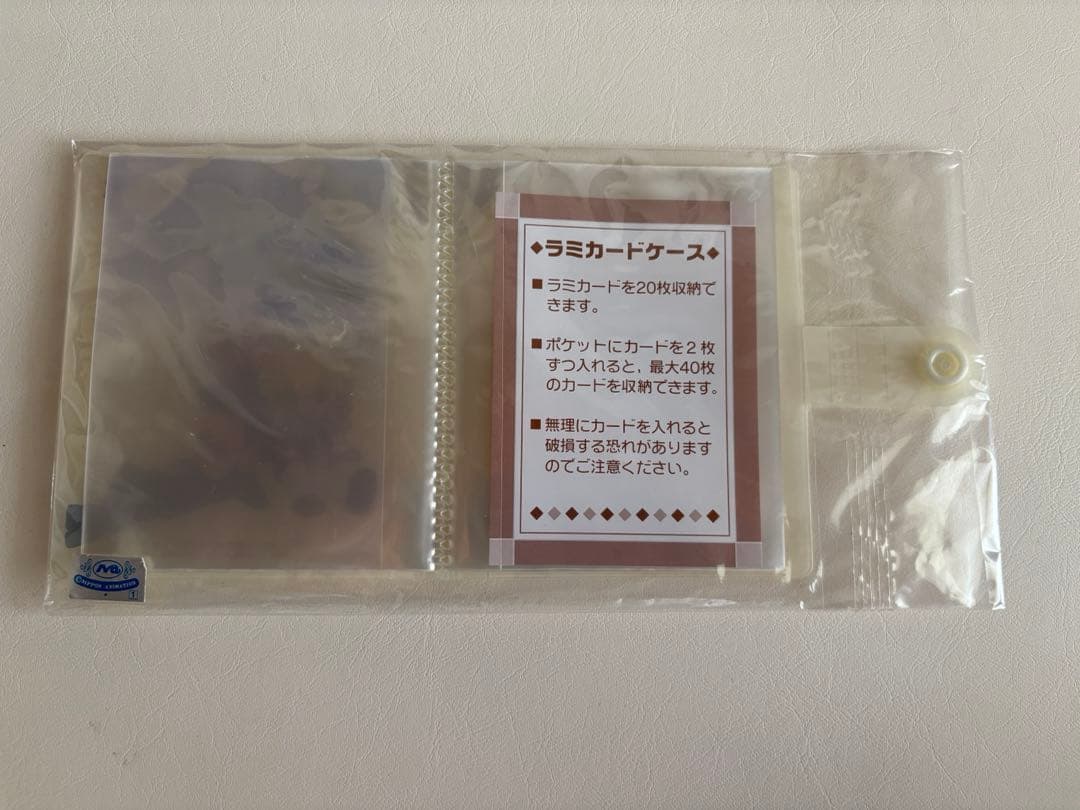 ◆ラミカードケース◆
■ラミカードを20枚収納で
きます。
■ポケットにカードを2枚
ずつ入れると，最大40枚
のカードを収納できます。
■無理にカードを入れると
破損する恐れがあります
のでご注意ください。
NA
©NIPPON ANIMATION
1